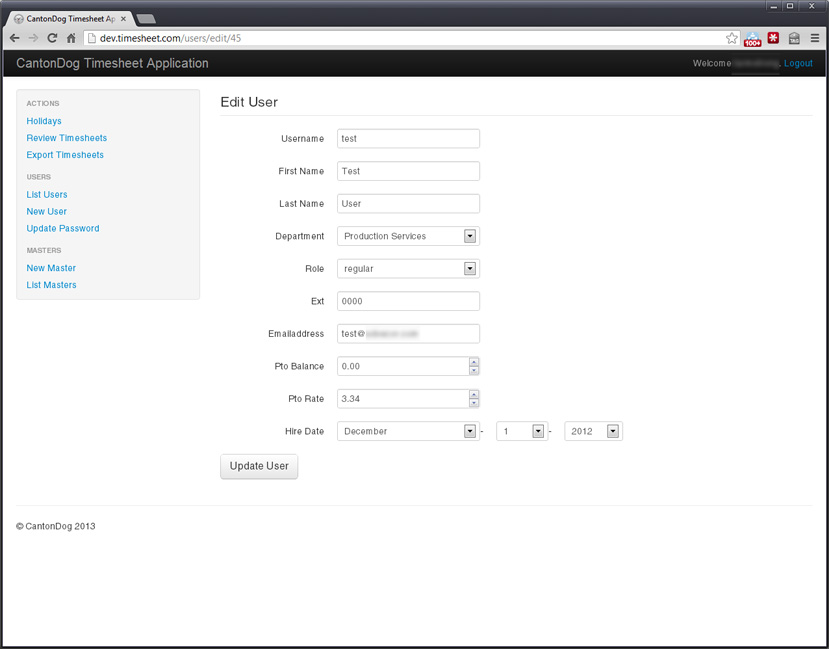 CantonDog Timesheet Ap
dev.timesheet.com/users/edit/45
100+
CantonDog Timesheet Application
Welcome . Logout
ACTIONS
Holidays
Review Timesheets
Export Timesheets
USERS
List Users
New User
Update Password
MASTERS
New Master
List Masters
Edit User
Username test
First Name Test
Last Name User
Department Production Services
Role regular
Ext 0000
Emailaddress test@
Pto Balance 0.00
Pto Rate 3.34
Hire Date December - 1 - 2012
Update User
© CantonDog 2013